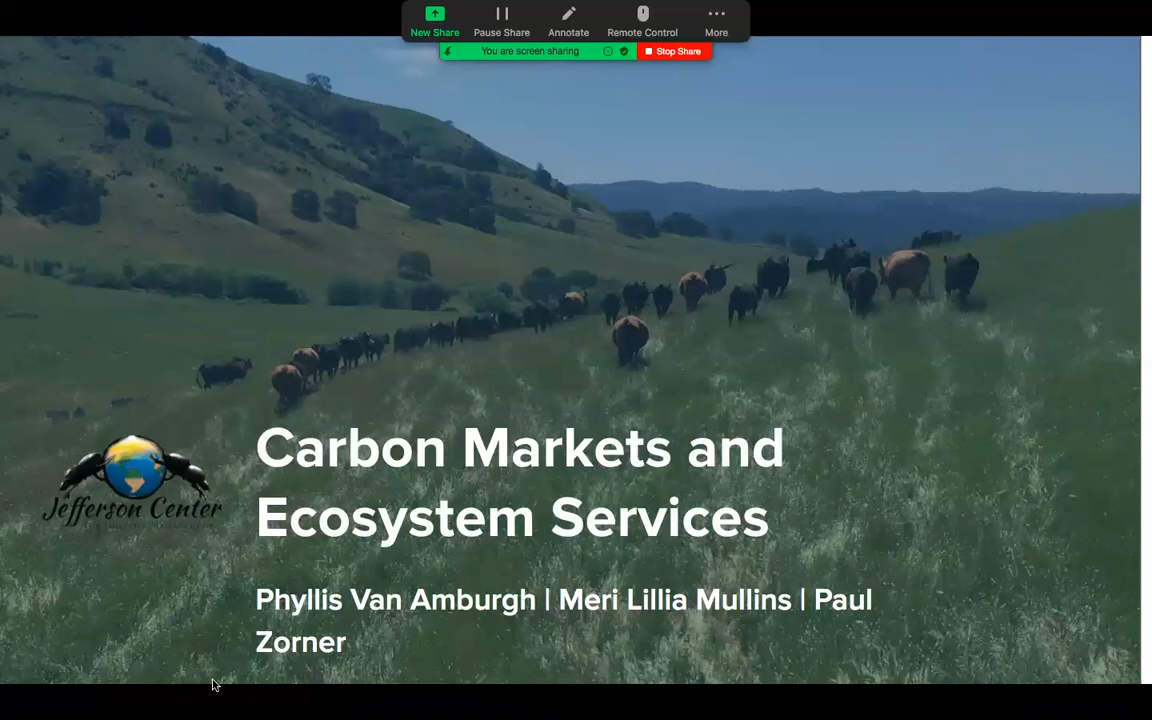 New Share
Pause Share
Annotate
Remote Control
More
You are screen sharing
Stop Share
Carbon Markets and
Ecosystem Services
Jefferson Center
Phyllis Van Amburgh | Meri Lillia Mullins | Paul
Zorner